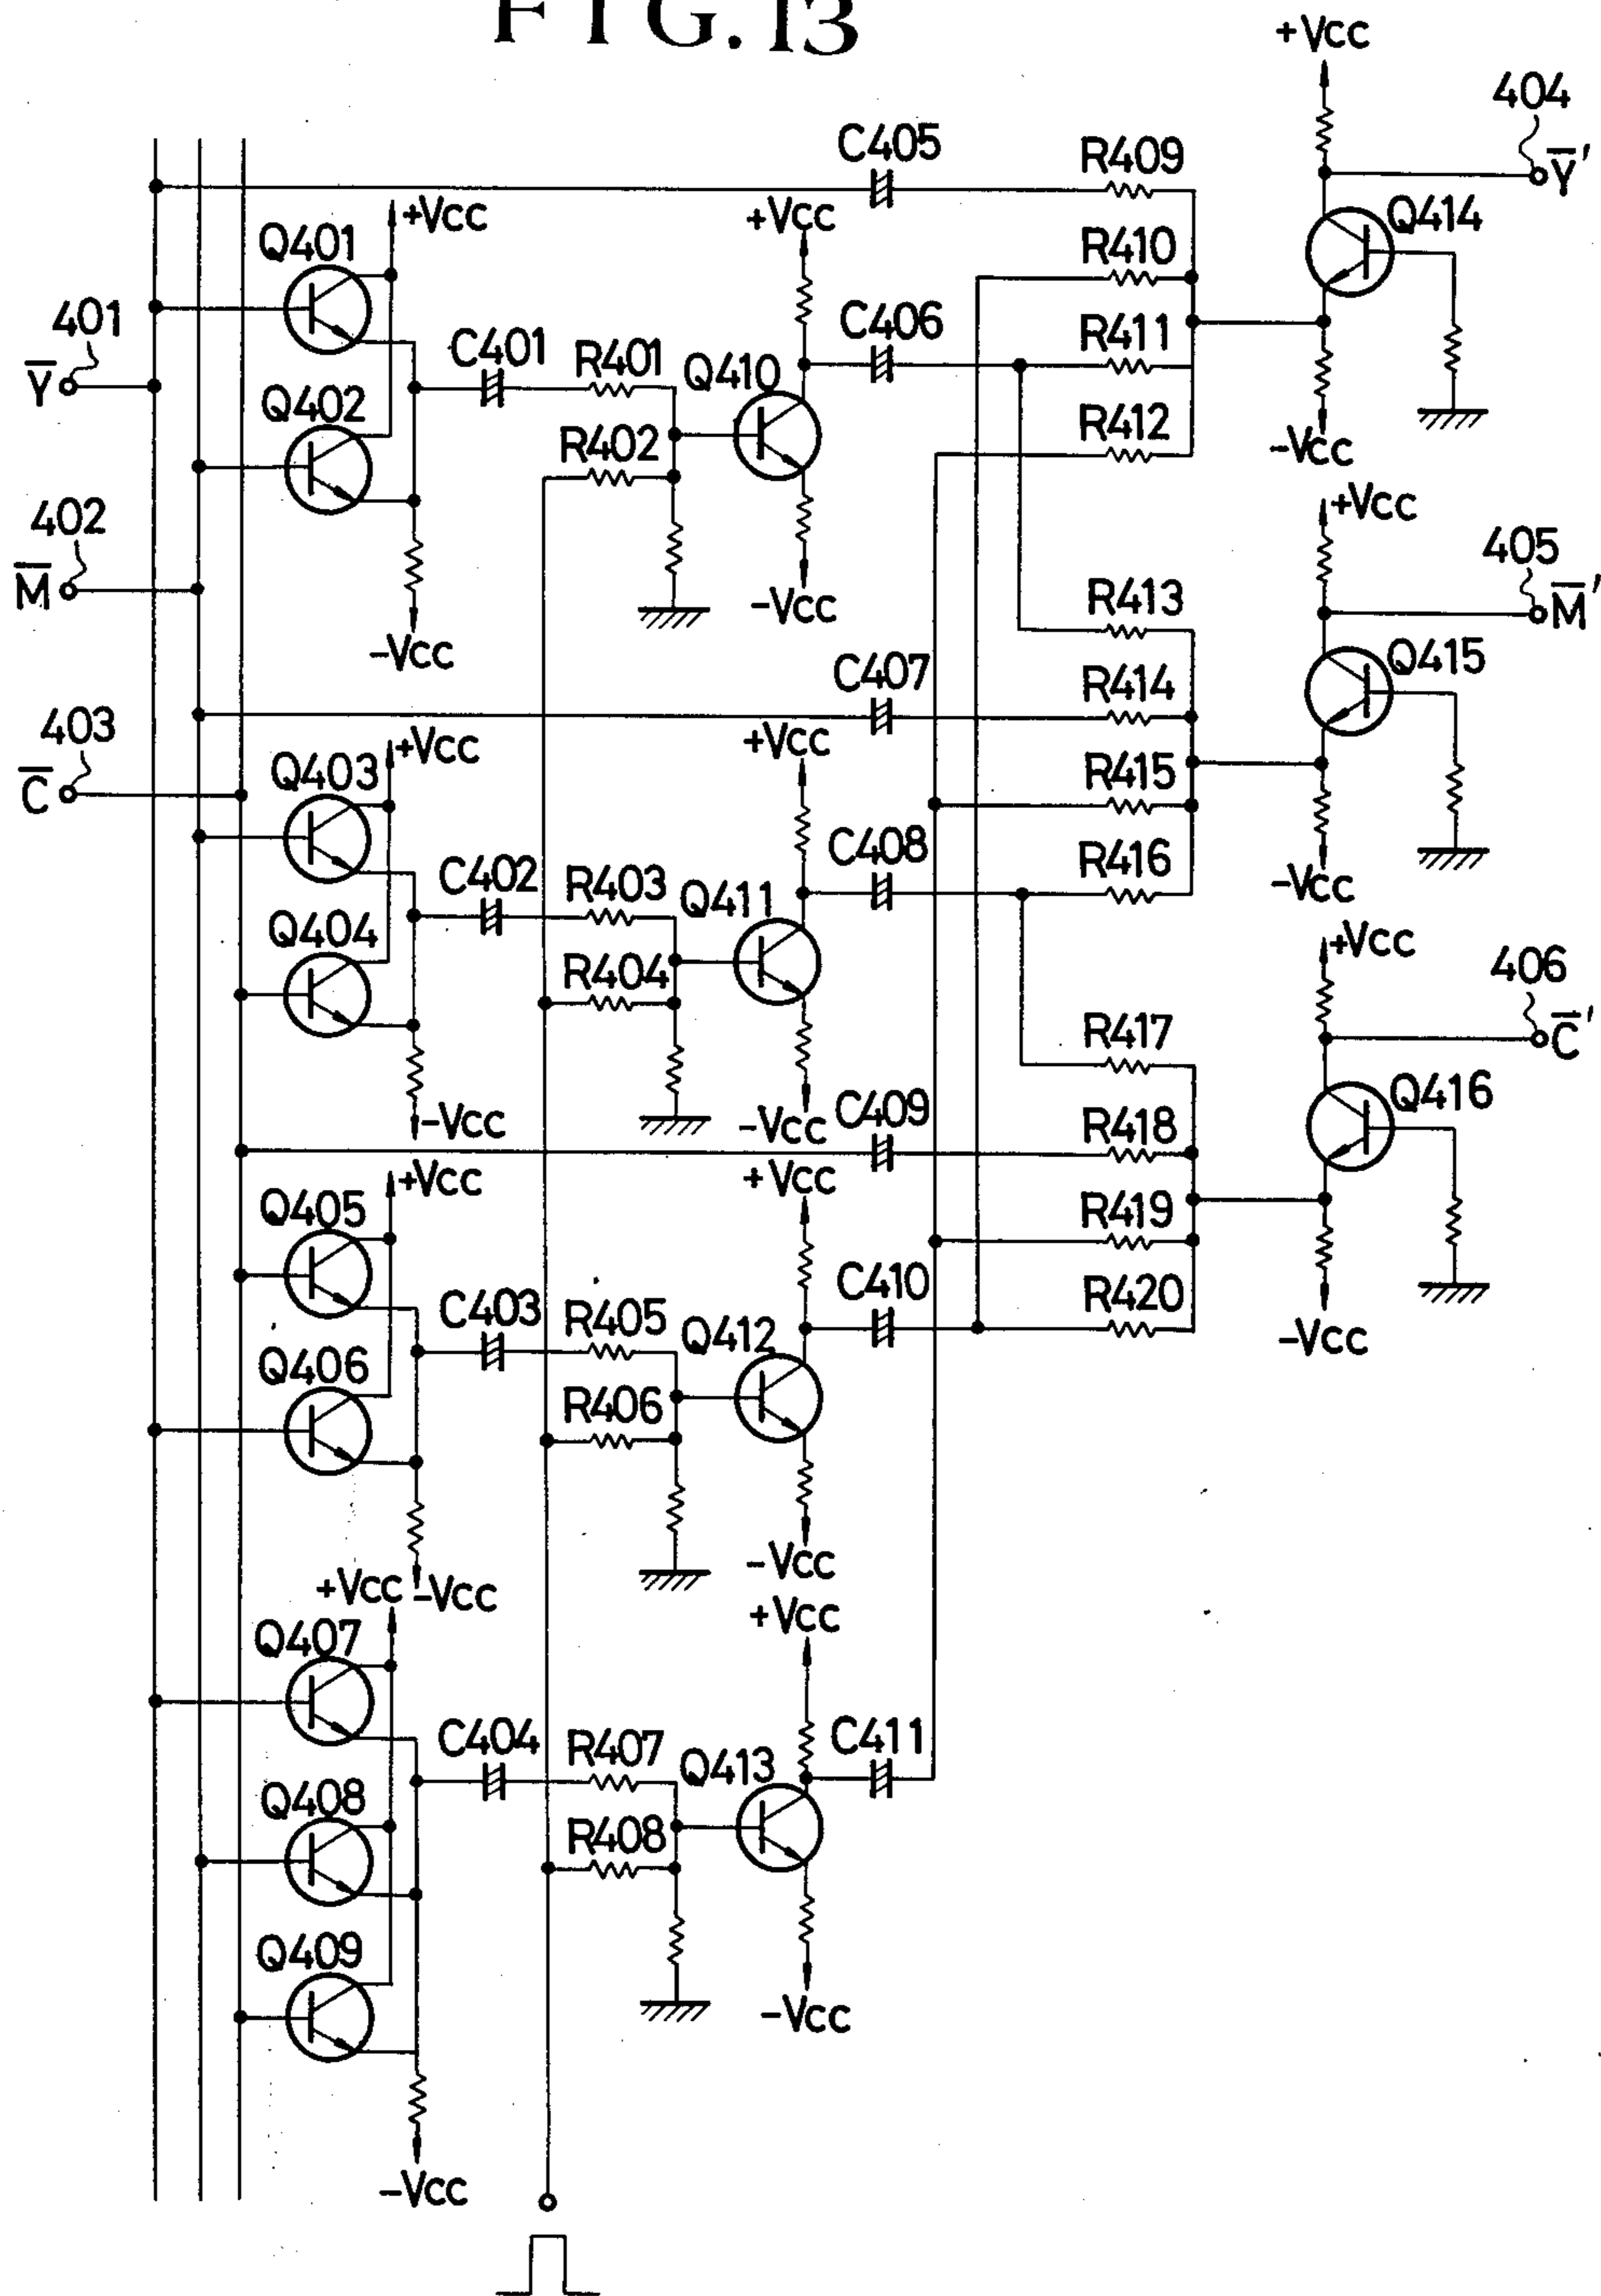 FIG.13
+Vcc
404
C405
R409
Y̅'
+Vcc
+Vcc
Q401
R410
Q414
401
C401
R401
C406
R411
Y̅
Q402
Q410
R402
R412
-Vcc
402
+Vcc
405
M̅
-Vcc
R413
M̅'
-Vcc
C407
R414
Q415
403
+Vcc
+Vcc
C̅
Q403
R415
C402
R403
C408
R416
-Vcc
Q404
Q411
R404
+Vcc
406
R417
C̅'
-Vcc
-Vcc
C409
R418
Q416
+Vcc
+Vcc
Q405
R419
C403
R405
C410
R420
Q406
Q412
-Vcc
R406
-Vcc
+Vcc
-Vcc
+Vcc
Q407
C404
R407
Q413
C411
Q408
R408
Q409
-Vcc
-Vcc